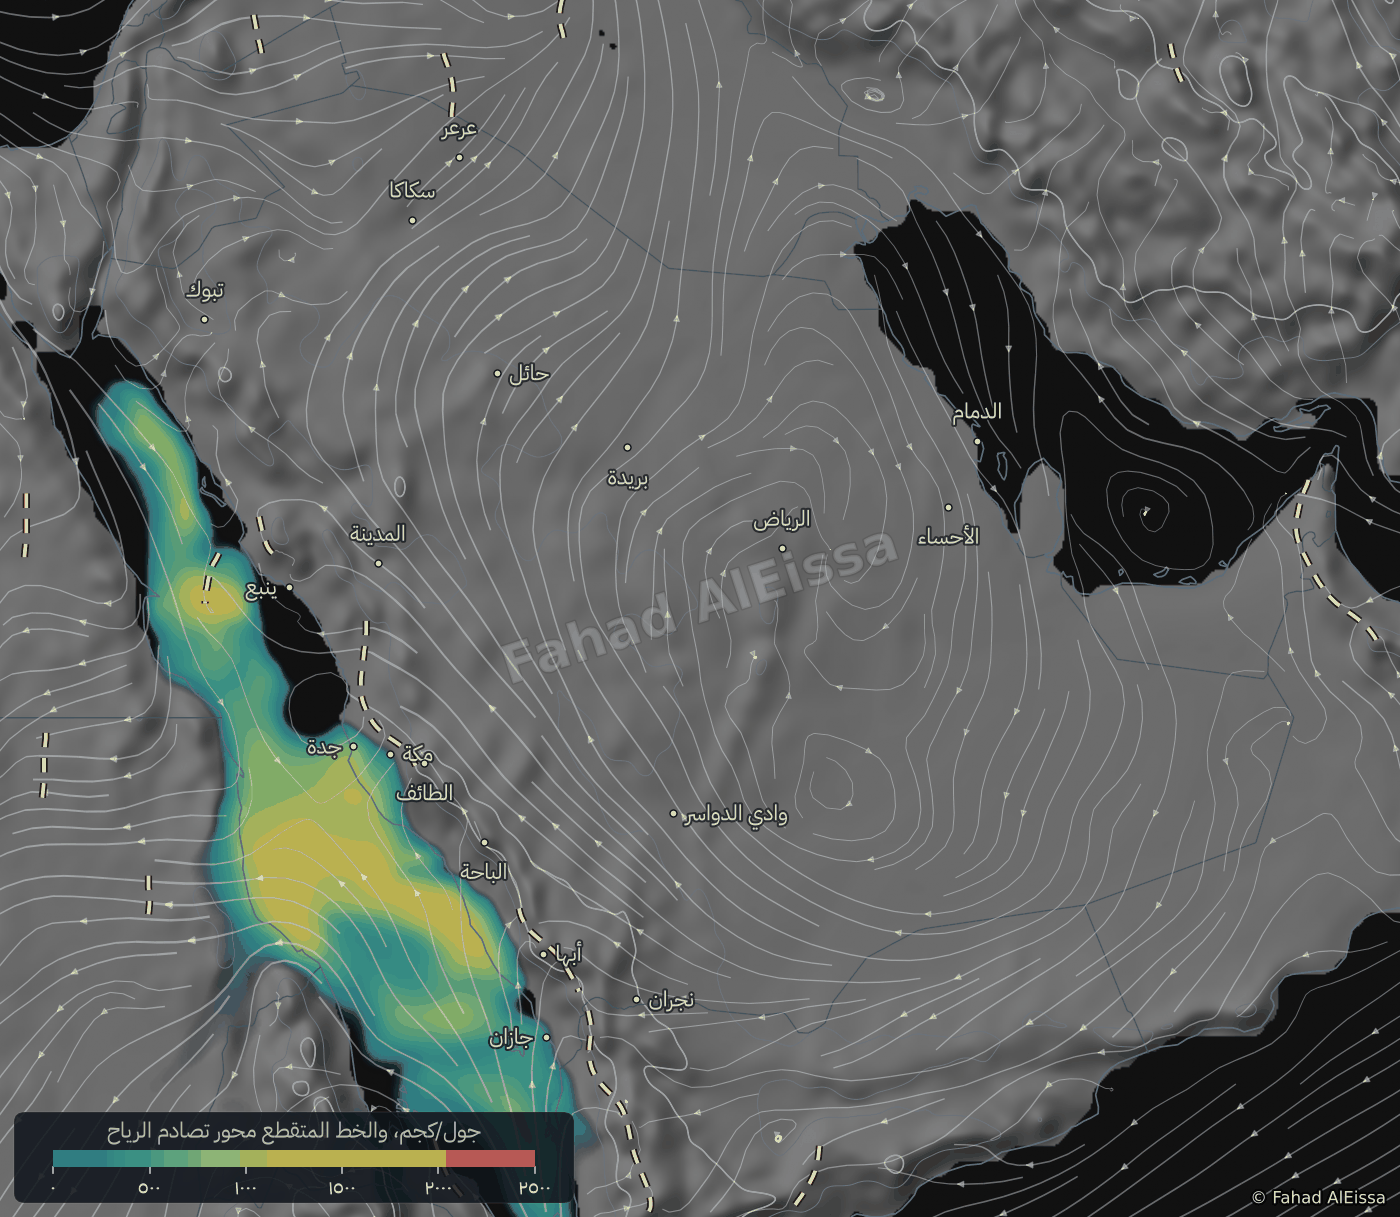 عرعر
سكاكا
تبوك
حائل
الدمام
بريدة
الرياض
الأحساء
المدينة
ينبع
Fahad AlEissa
جدة
مكة
الطائف
وادي الدواسر
الباحة
أبها
نجران
جازان
جول/كجم، والخط المتقطع محور تصادم الرياح
٠ ٥٠٠ ١٠٠٠ ١٥٠٠ ٢٠٠٠ ٢٥٠٠
© Fahad AlEissa